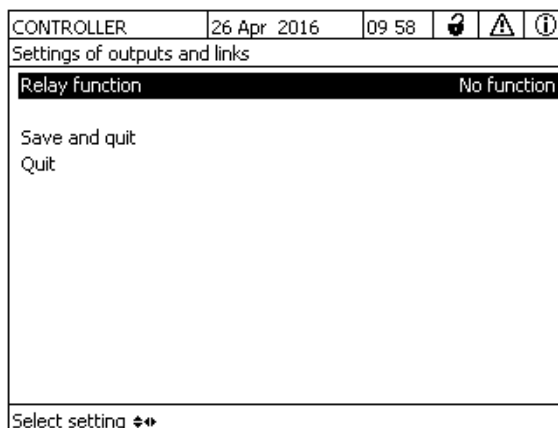 CONTROLLER 26 Apr 2016 09 58
Settings of outputs and links
Relay function No function
Save and quit
Quit
Select setting